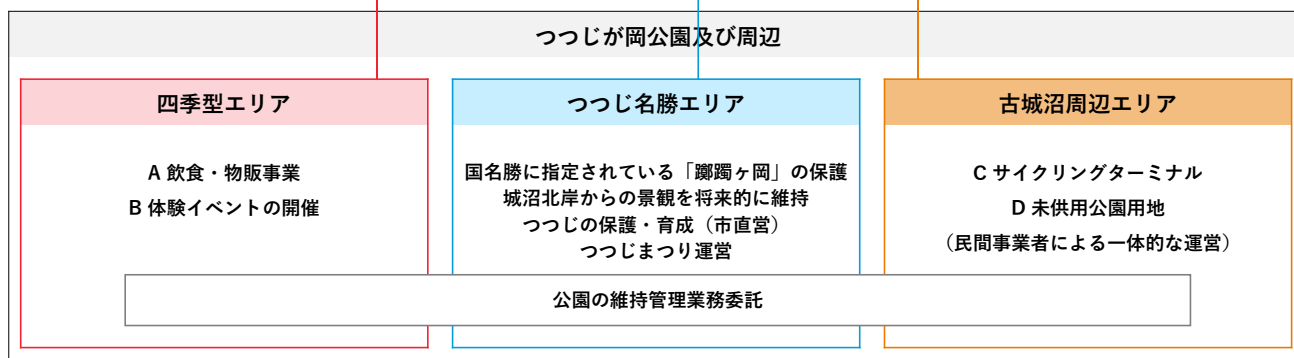 つつじが岡公園及び周辺
四季型エリア
A 飲食・物販事業
B 体験イベントの開催
つつじ名勝エリア
国名勝に指定されている「躑躅ヶ岡」の保護
城沼北岸からの景観を将来的に維持
つつじの保護・育成（市直営）
つつじまつり運営
古城沼周辺エリア
C サイクリングターミナル
D 未供用公園用地
（民間事業者による一体的な運営）
公園の維持管理業務委託